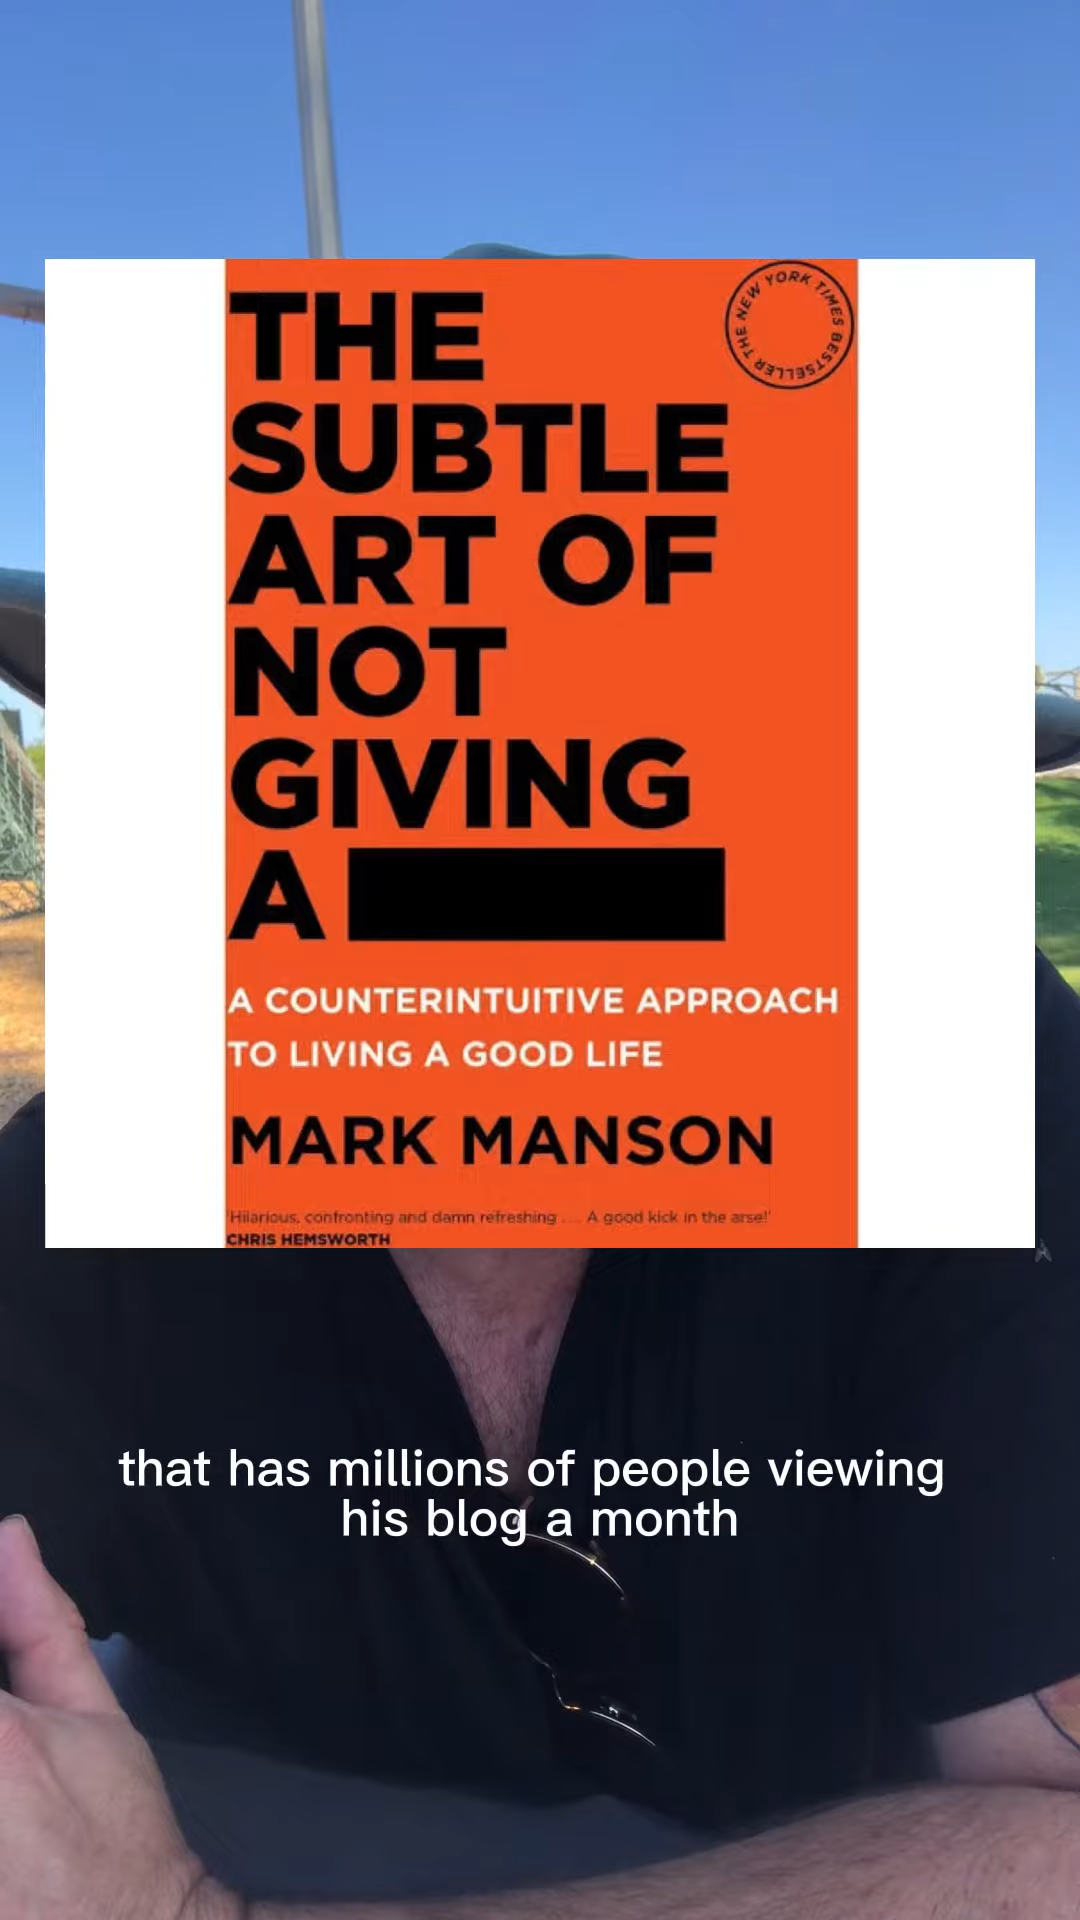 THE
SUBTLE
ART OF
NOT
GIVING
A
THE NEW YORK TIMES BESTSELLER
A COUNTERINTUITIVE APPROACH
TO LIVING A GOOD LIFE
MARK MANSON
'Hilarious, confronting and damn refreshing . . . A good kick in the arse!'
CHRIS HEMSWORTH
that has millions of people viewing
his blog a month